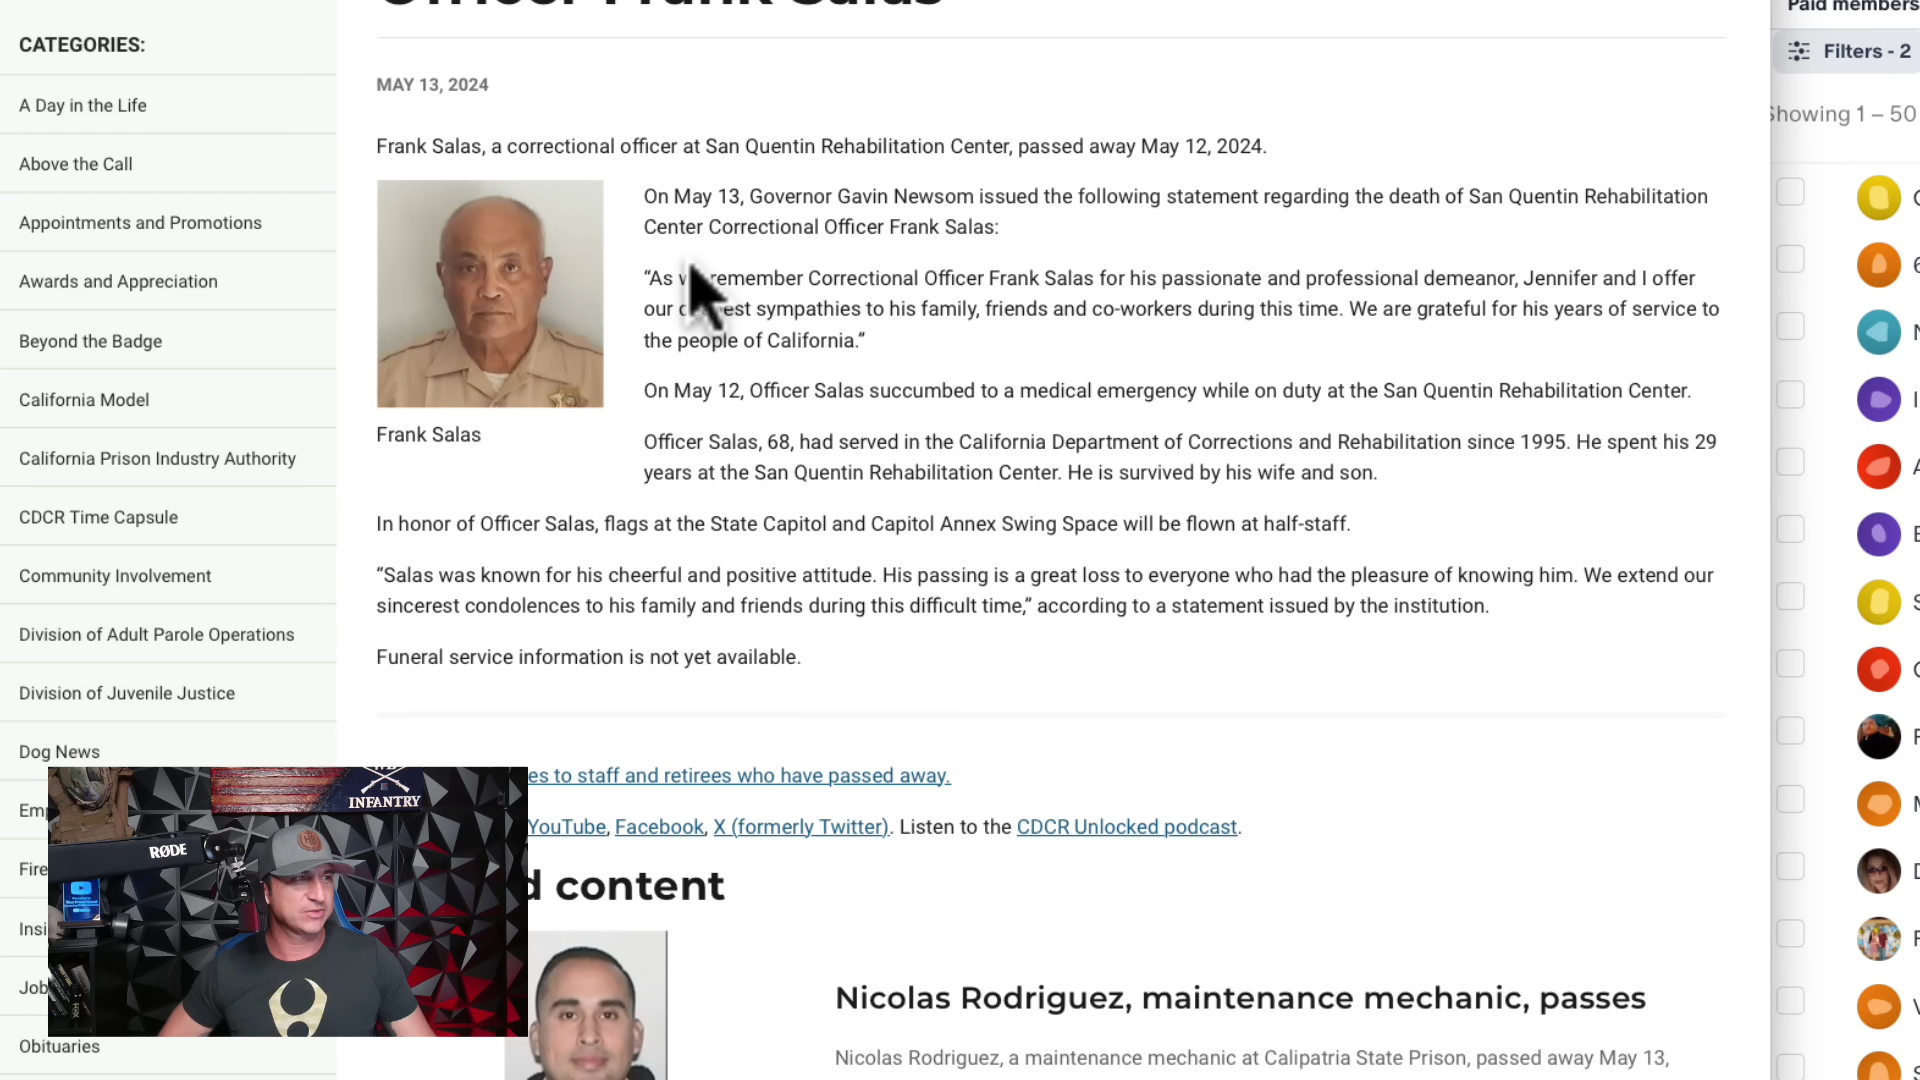 Officer Frank Salas
Paid members
CATEGORIES:
Filters - 2
MAY 13, 2024
A Day in the Life
Showing 1 – 50
Frank Salas, a correctional officer at San Quentin Rehabilitation Center, passed away May 12, 2024.
Above the Call
On May 13, Governor Gavin Newsom issued the following statement regarding the death of San Quentin Rehabilitation
Center Correctional Officer Frank Salas:
Appointments and Promotions
“As remember Correctional Officer Frank Salas for his passionate and professional demeanor, Jennifer and I offer
our sympathies to his family, friends and co-workers during this time. We are grateful for his years of service to
the people of California.”
Awards and Appreciation
Beyond the Badge
On May 12, Officer Salas succumbed to a medical emergency while on duty at the San Quentin Rehabilitation Center.
California Model
Frank Salas
Officer Salas, 68, had served in the California Department of Corrections and Rehabilitation since 1995. He spent his 29
years at the San Quentin Rehabilitation Center. He is survived by his wife and son.
California Prison Industry Authority
CDCR Time Capsule
In honor of Officer Salas, flags at the State Capitol and Capitol Annex Swing Space will be flown at half-staff.
Community Involvement
“Salas was known for his cheerful and positive attitude. His passing is a great loss to everyone who had the pleasure of knowing him. We extend our
sincerest condolences to his family and friends during this difficult time,” according to a statement issued by the institution.
Division of Adult Parole Operations
Funeral service information is not yet available.
Division of Juvenile Justice
Dog News
es to staff and retirees who have passed away.
INFANTRY
Em
YouTube, Facebook, X (formerly Twitter). Listen to the CDCR Unlocked podcast.
RØDE
Fire
d content
Insi
Job
Nicolas Rodriguez, maintenance mechanic, passes
Obituaries
Nicolas Rodriguez, a maintenance mechanic at Calipatria State Prison, passed away May 13,